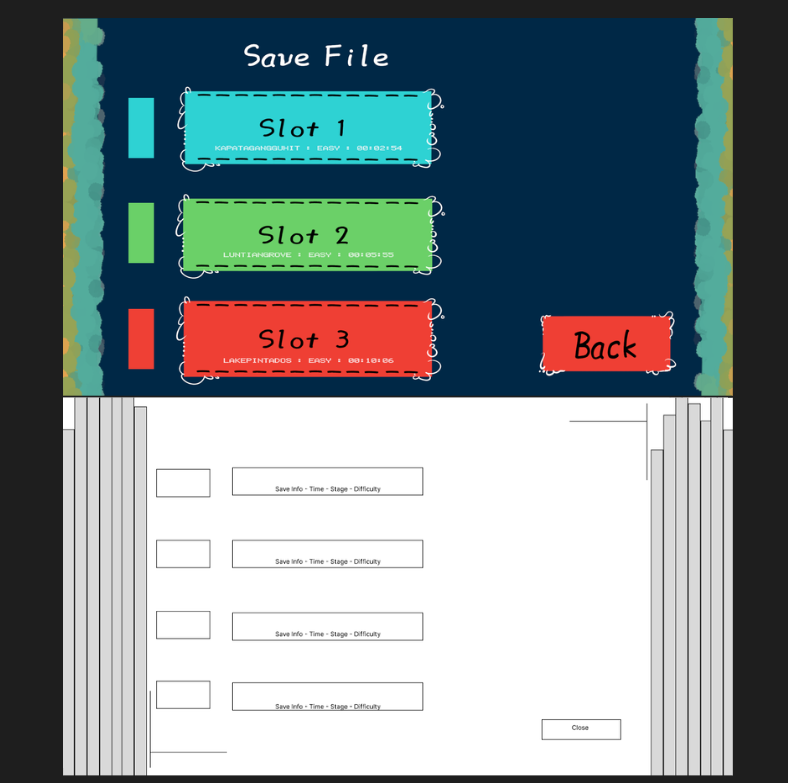 Save File
Slot 1
KAPATAGANGGUHIT : EASY : 00:02:54
Slot 2
LUNTIANGROVE : EASY : 00:05:55
Slot 3
LAKEPINTADOS : EASY : 00:10:06
Back
Save Info - Time - Stage - Difficulty
Save Info - Time - Stage - Difficulty
Save Info - Time - Stage - Difficulty
Save Info - Time - Stage - Difficulty
Close